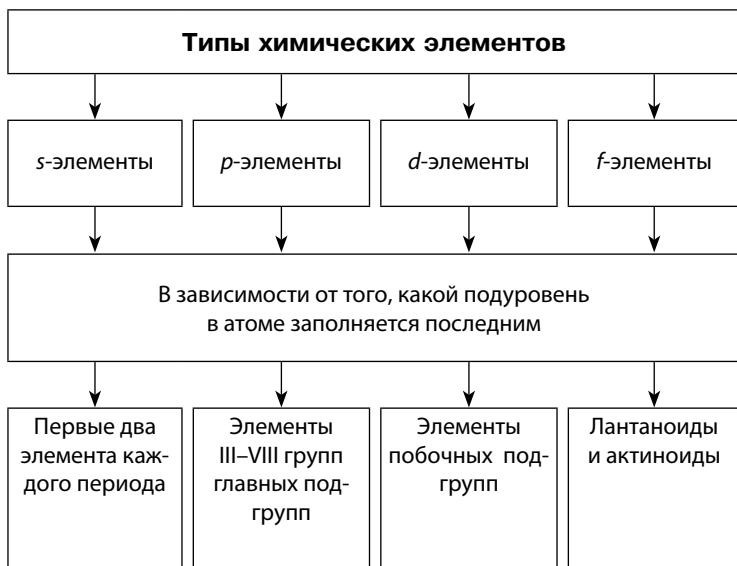 Типы химических элементов
s-элементы
p-элементы
d-элементы
f-элементы
В зависимости от того, какой подуровень
в атоме заполняется последним
Первые два
элемента каж-
дого периода
Элементы
III–VIII групп
главных под-
групп
Элементы
побочных под-
групп
Лантаноиды
и актиноиды